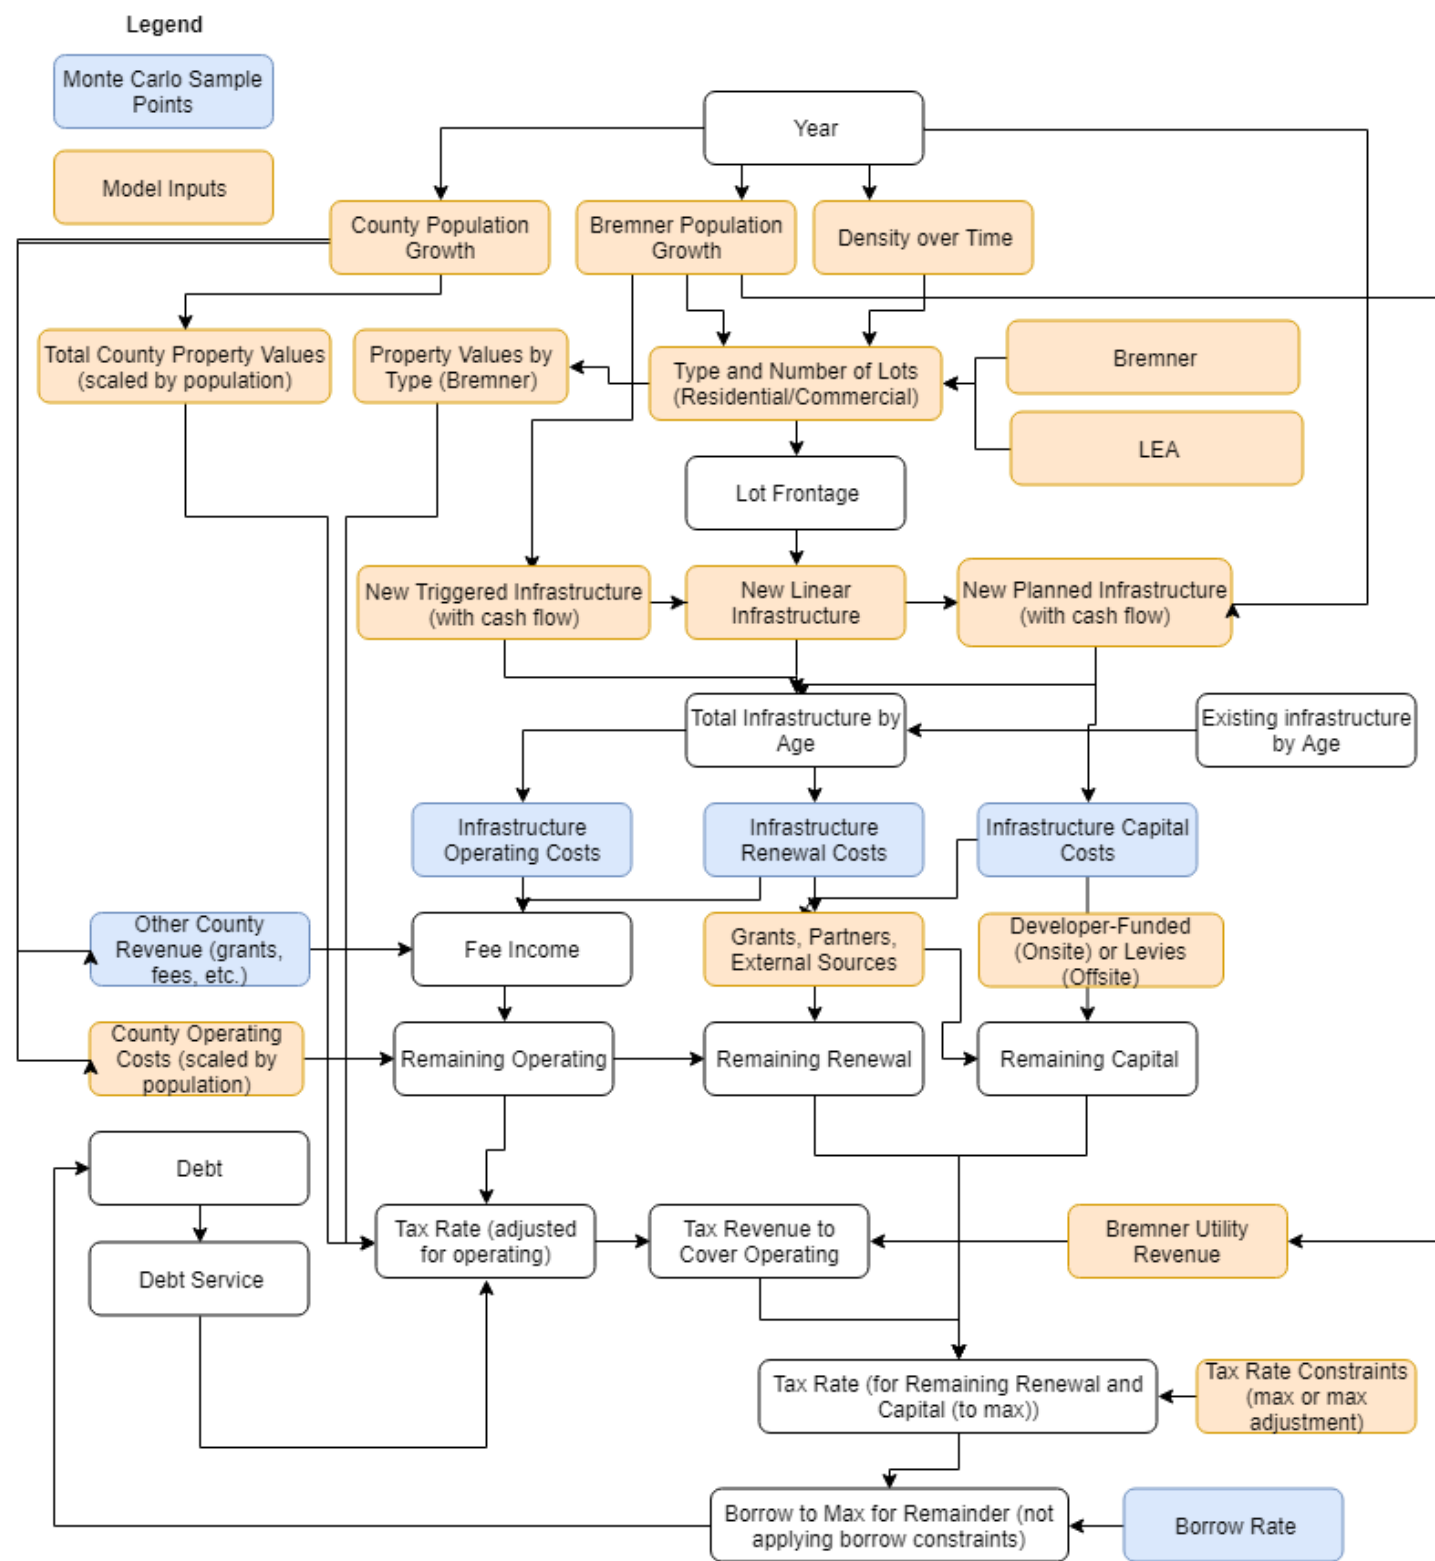 Legend
Monte Carlo Sample
Points
Model Inputs
Year
County Population
Growth
Bremner Population
Growth
Density over Time
Total County Property Values
(scaled by population)
Property Values by
Type (Bremner)
Type and Number of Lots
(Residential/Commercial)
Bremner
LEA
Lot Frontage
New Triggered Infrastructure
(with cash flow)
New Linear
Infrastructure
New Planned Infrastructure
(with cash flow)
Total Infrastructure by
Age
Existing infrastructure
by Age
Infrastructure
Operating Costs
Infrastructure
Renewal Costs
Infrastructure Capital
Costs
Other County
Revenue (grants,
fees, etc.)
Fee Income
Grants, Partners,
External Sources
Developer-Funded
(Onsite) or Levies
(Offsite)
County Operating
Costs (scaled by
population)
Remaining Operating
Remaining Renewal
Remaining Capital
Debt
Debt Service
Tax Rate (adjusted
for operating)
Tax Revenue to
Cover Operating
Bremner Utility
Revenue
Tax Rate (for Remaining Renewal and
Capital (to max))
Tax Rate Constraints
(max or max
adjustment)
Borrow to Max for Remainder (not
applying borrow constraints)
Borrow Rate